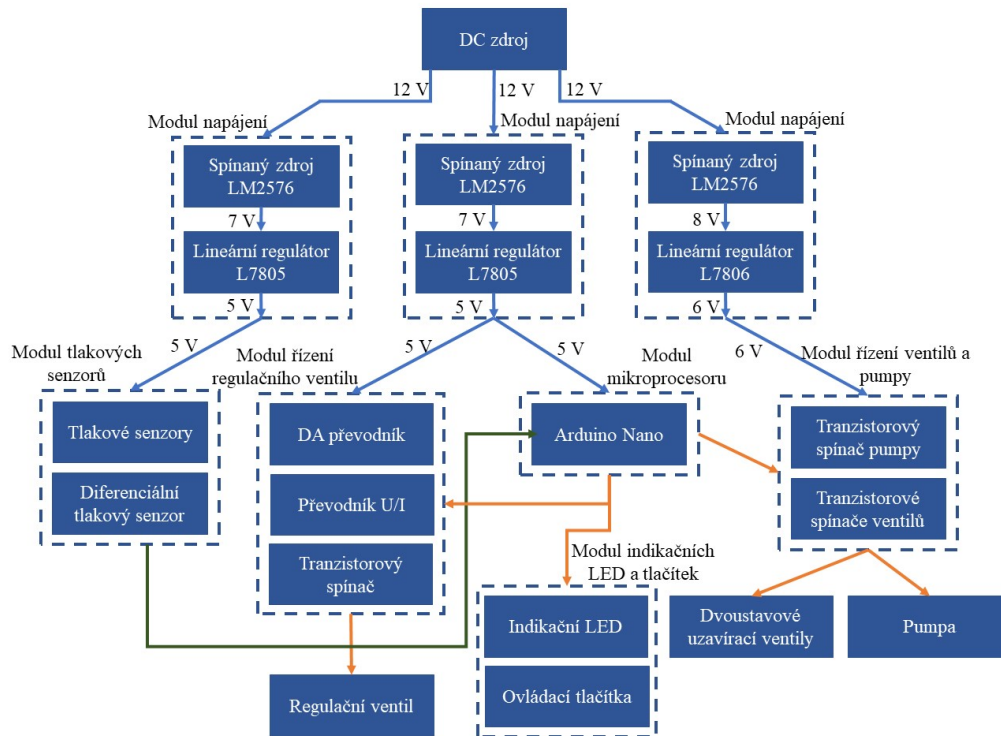 DC zdroj
12 V
12 V
12 V
Modul napájení
Modul napájení
Modul napájení
Spínaný zdroj
LM2576
Spínaný zdroj
LM2576
Spínaný zdroj
LM2576
7 V
7 V
8 V
Lineární regulátor
L7805
Lineární regulátor
L7805
Lineární regulátor
L7806
5 V
5 V
6 V
5 V
5 V
5 V
6 V
Modul tlakových
senzorů
Modul řízení
regulačního ventilu
Modul
mikroprocesoru
Modul řízení ventilů a
pumpy
Tlakové senzory
Diferenciální
tlakový senzor
DA převodník
Převodník U/I
Tranzistorový
spínač
Arduino Nano
Tranzistorový
spínač pumpy
Tranzistorové
spínače ventilů
Modul indikačních
LED a tlačítek
Indikační LED
Ovládací tlačítka
Dvoustavové
uzavírací ventily
Pumpa
Regulační ventil